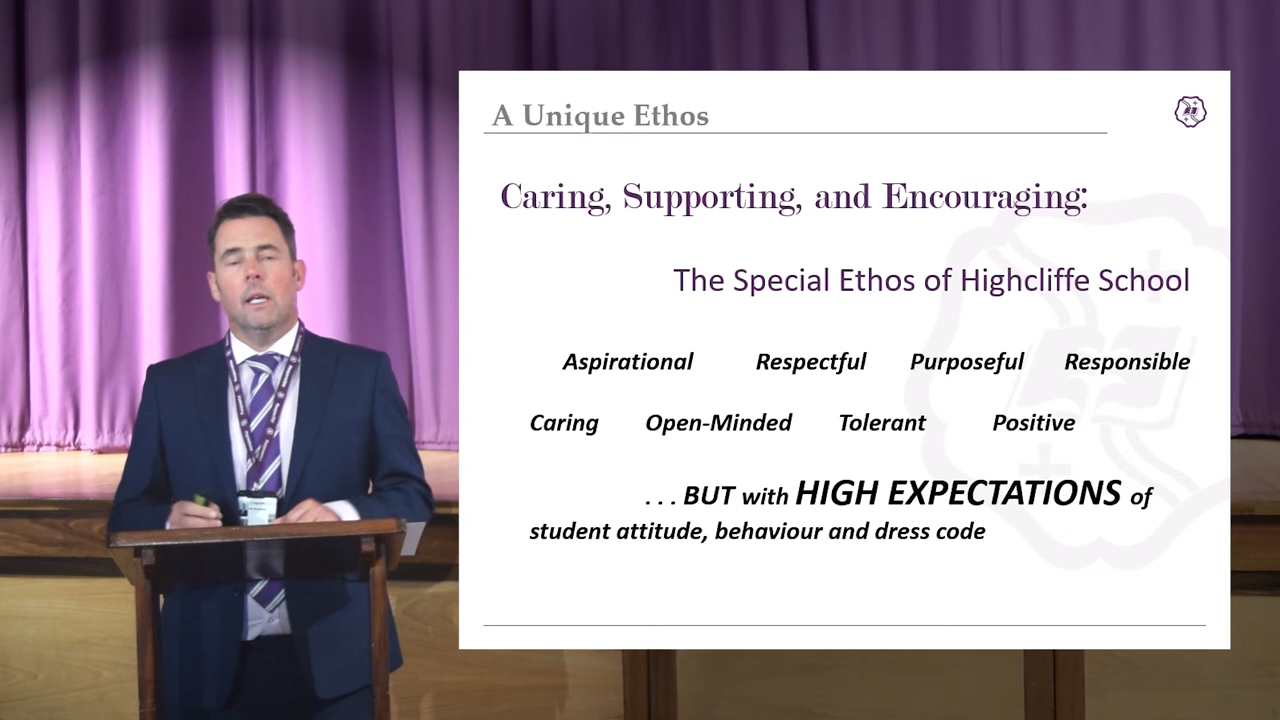 A Unique Ethos
Caring, Supporting, and Encouraging:
The Special Ethos of Highcliffe School
Aspirational Respectful Purposeful Responsible
Caring Open-Minded Tolerant Positive
. . . BUT with HIGH EXPECTATIONS of
student attitude, behaviour and dress code